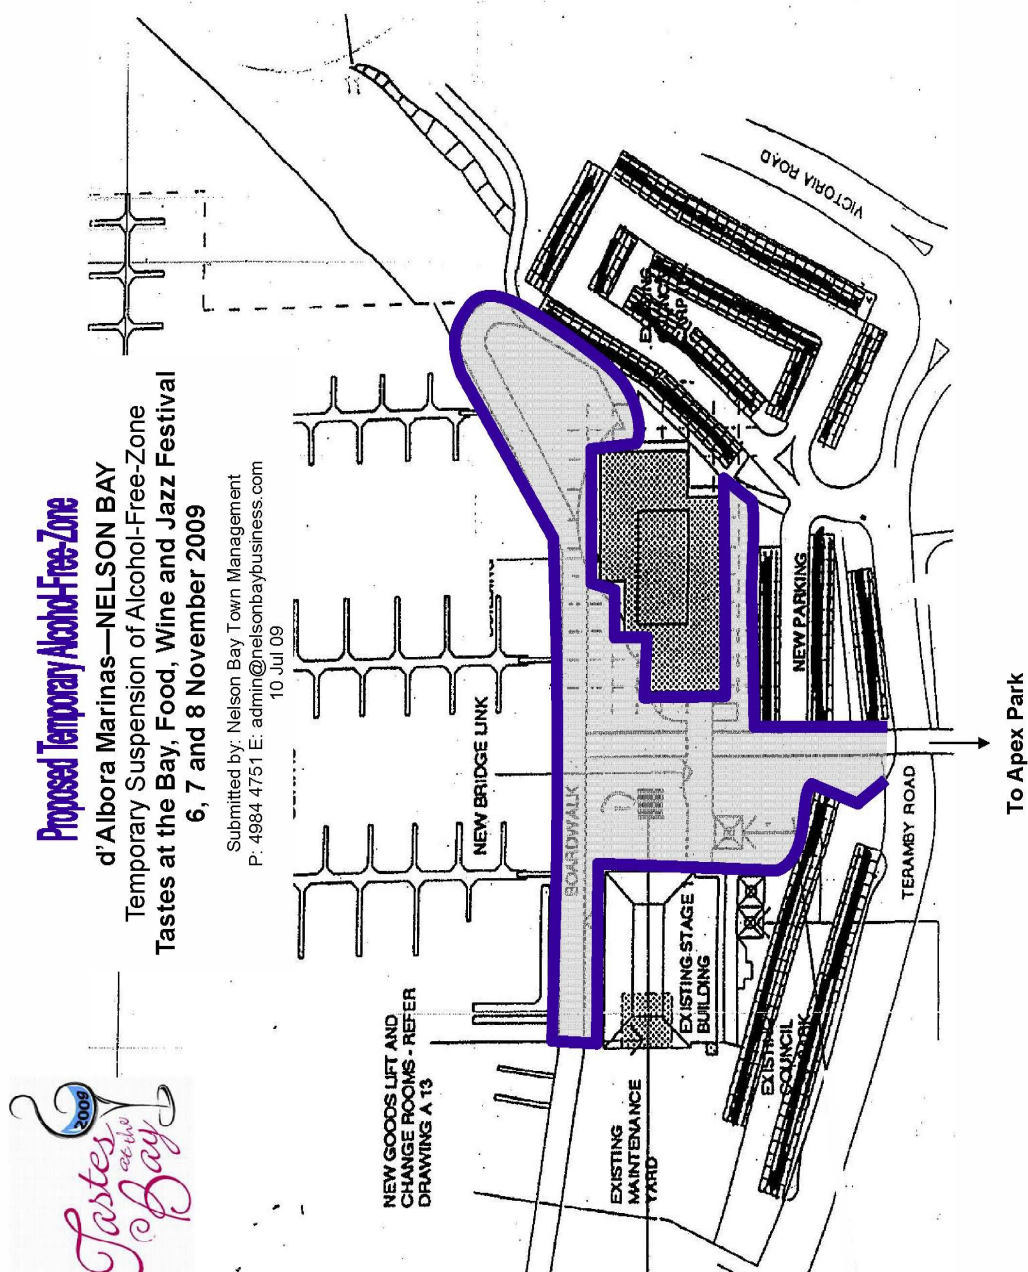 Tastes
at the
Bay
2009
Proposed Temporary Alcohol-Free-Zone
d'Albora Marinas—NELSON BAY
Temporary Suspension of Alcohol-Free-Zone
Tastes at the Bay, Food, Wine and Jazz Festival
6, 7 and 8 November 2009
Submitted by: Nelson Bay Town Management
P: 4984 4751 E: admin@nelsonbaybusiness.com
10 Jul 09
NEW GOODS LIFT AND
CHANGE ROOMS - REFER
DRAWING A 13
NEW BRIDGE LINK
BOARDWALK
EXISTING
MAINTENANCE
YARD
EXISTING STAGE 1
BUILDING
EXISTING
COUNCIL
NEW PARKING
VICTORIA ROAD
TERAMBY ROAD
To Apex Park